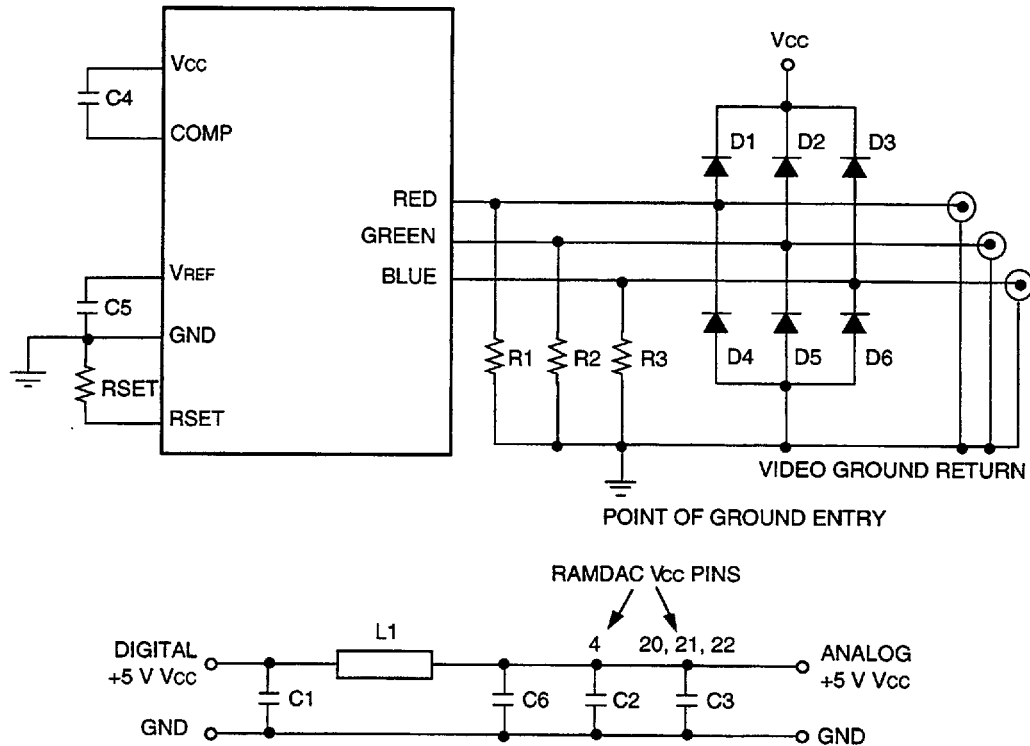 Vcc
Vcc
C4
COMP
D1 D2 D3
RED
GREEN
BLUE
VREF
C5
GND
RSET
RSET
R1 R2 R3
D4 D5 D6
VIDEO GROUND RETURN
POINT OF GROUND ENTRY
RAMDAC Vcc PINS
L1
4
20, 21, 22
DIGITAL
+5 V Vcc
ANALOG
+5 V Vcc
C1 C6 C2 C3
GND
GND